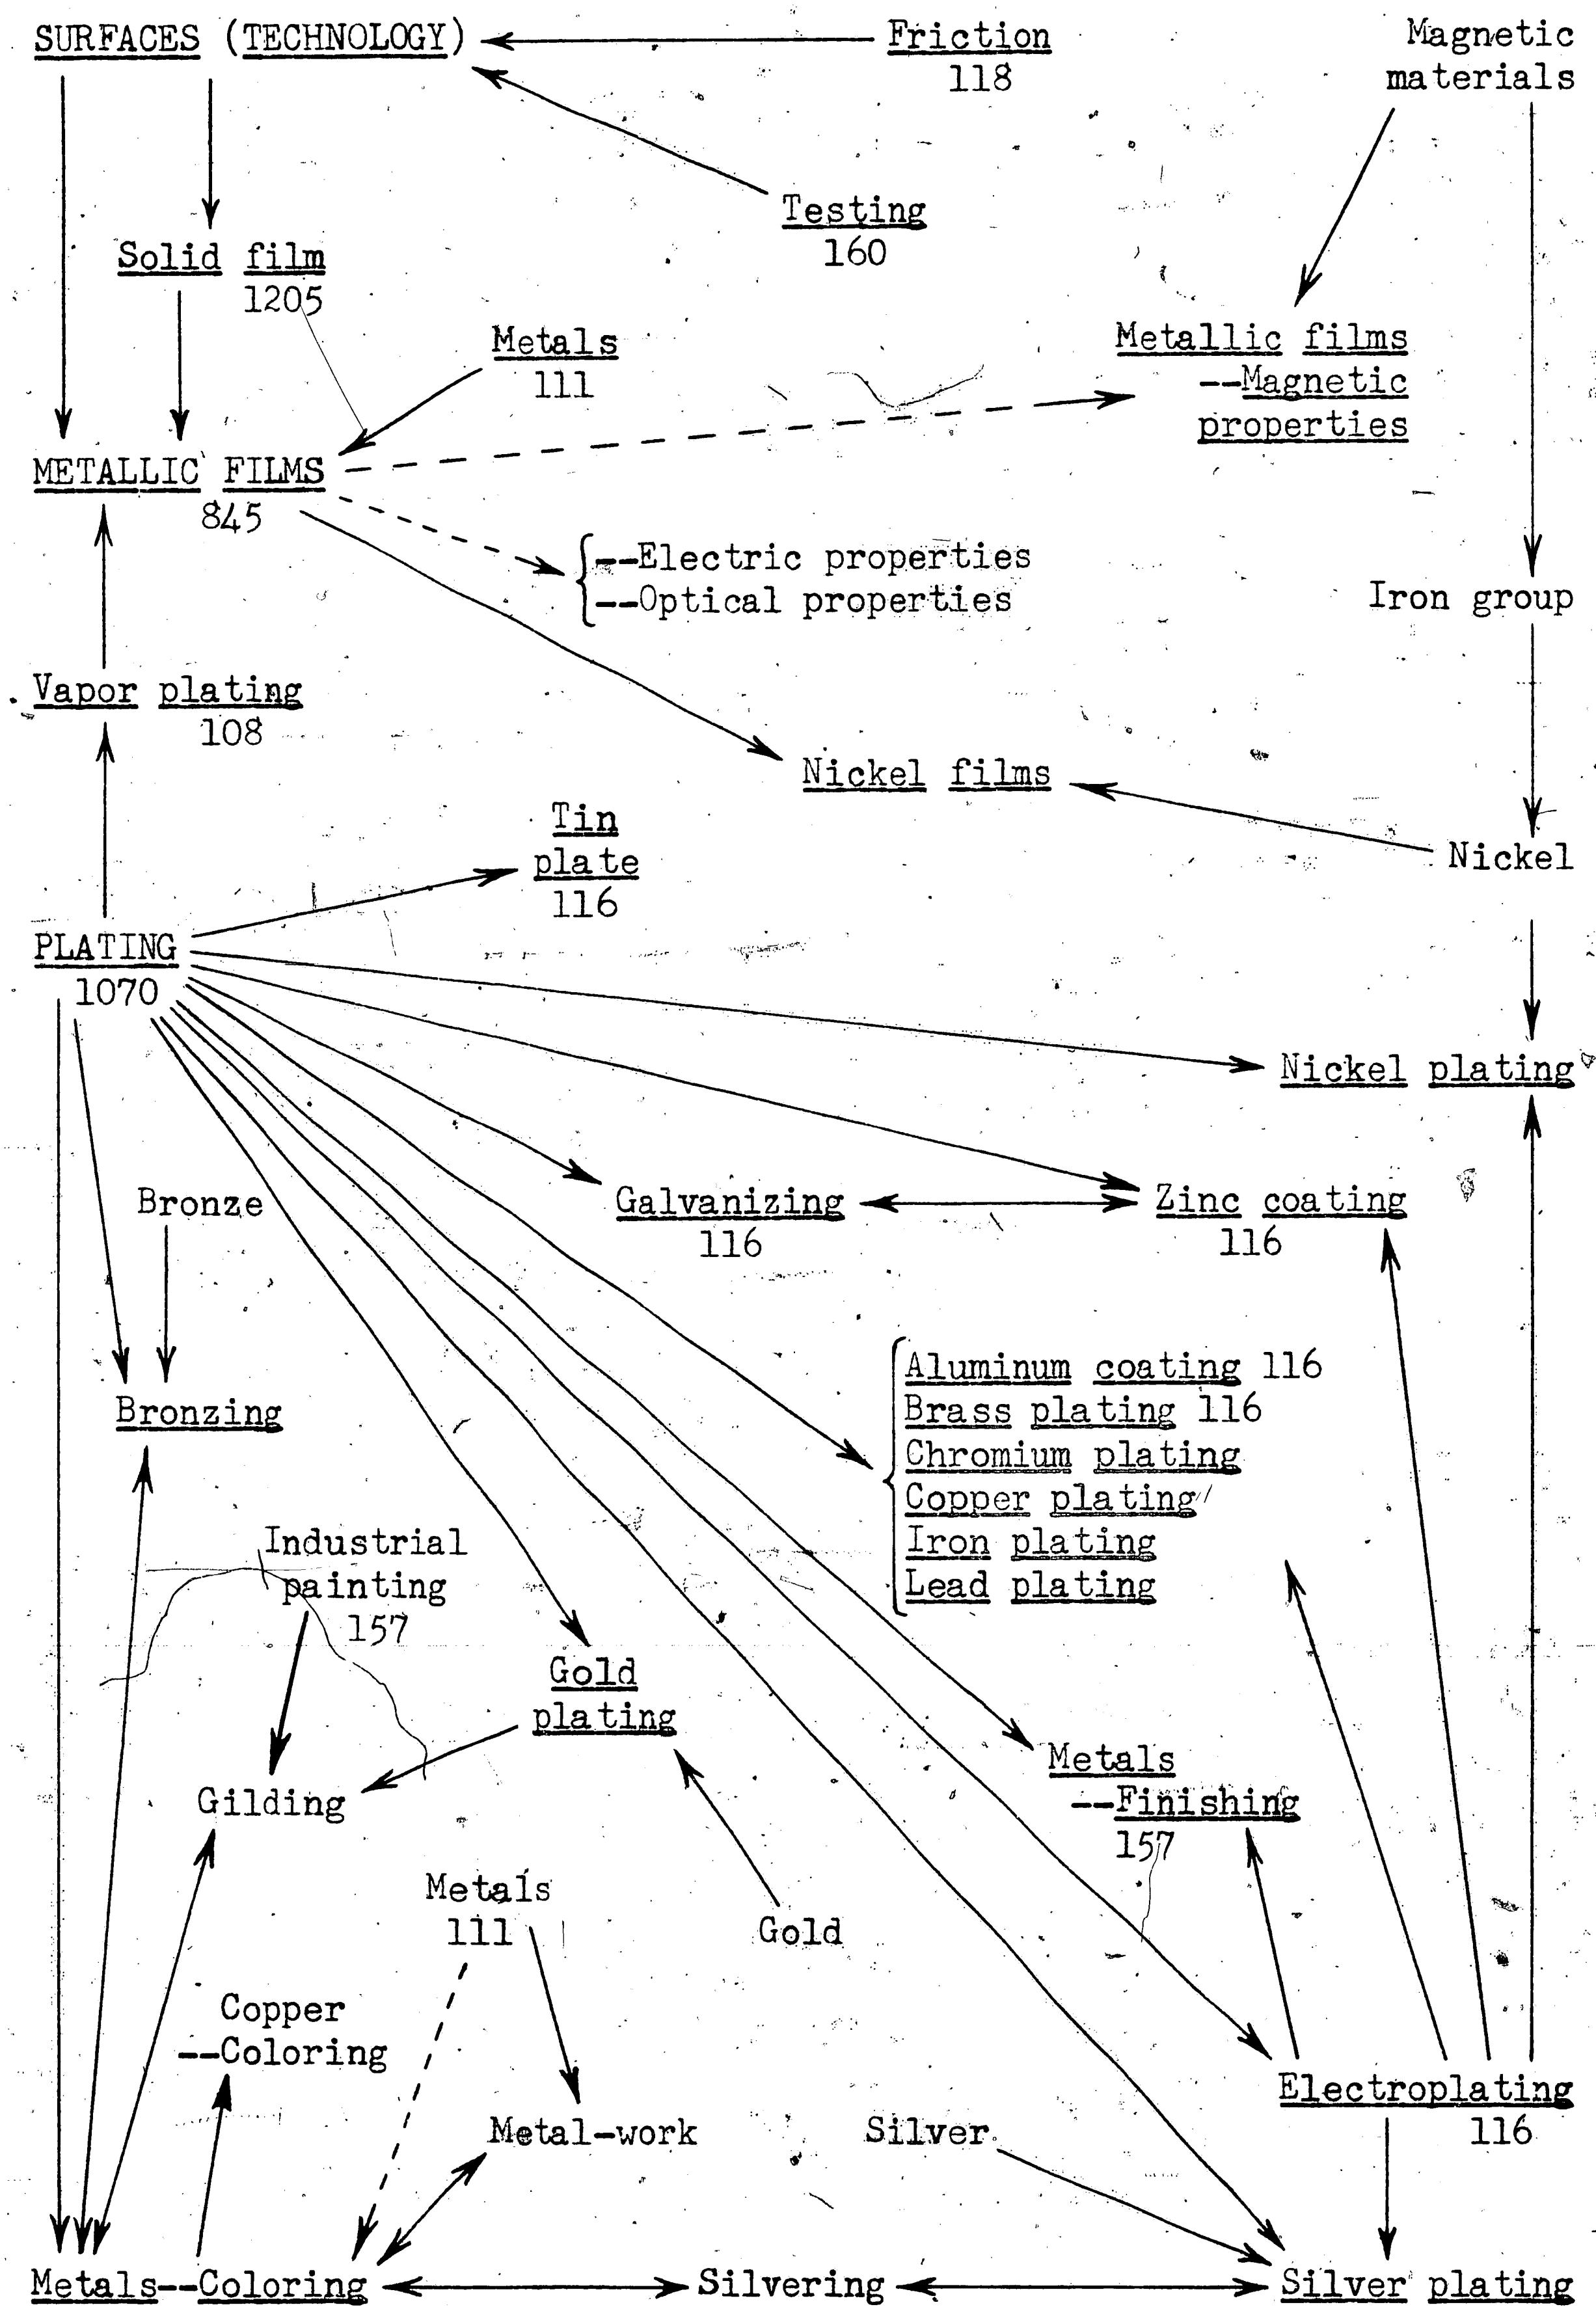 SURFACES (TECHNOLOGY)
Friction
118
Magnetic
materials
Testing
160
Solid film
1205
Metals
111
Metallic films
--Magnetic
properties
METALLIC FILMS
845
--Electric properties
--Optical properties
Iron group
Vapor plating
108
Nickel films
Tin
plate
116
Nickel
PLATING
1070
Nickel plating
Bronze
Galvanizing
116
Zinc coating
116
Aluminum coating 116
Brass plating 116
Chromium plating
Copper plating
Iron plating
Lead plating
Bronzing
Industrial
painting
157
Gold
plating
Metals
--Finishing
157
Gilding
Metals
111
Gold
Copper
--Coloring
Electroplating
116
Metal-work
Silver
Metals--Coloring
Silvering
Silver plating